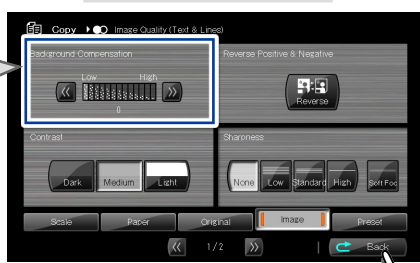 Copy Image Quality (Text & Lines)
Background Compensation
Low High
0
Reverse Positive & Negative
Reverse
Contrast
Dark Medium Light
Sharpness
None Low Standard High Soft Foc
Scale Paper Original Image Preset
1/2 Back